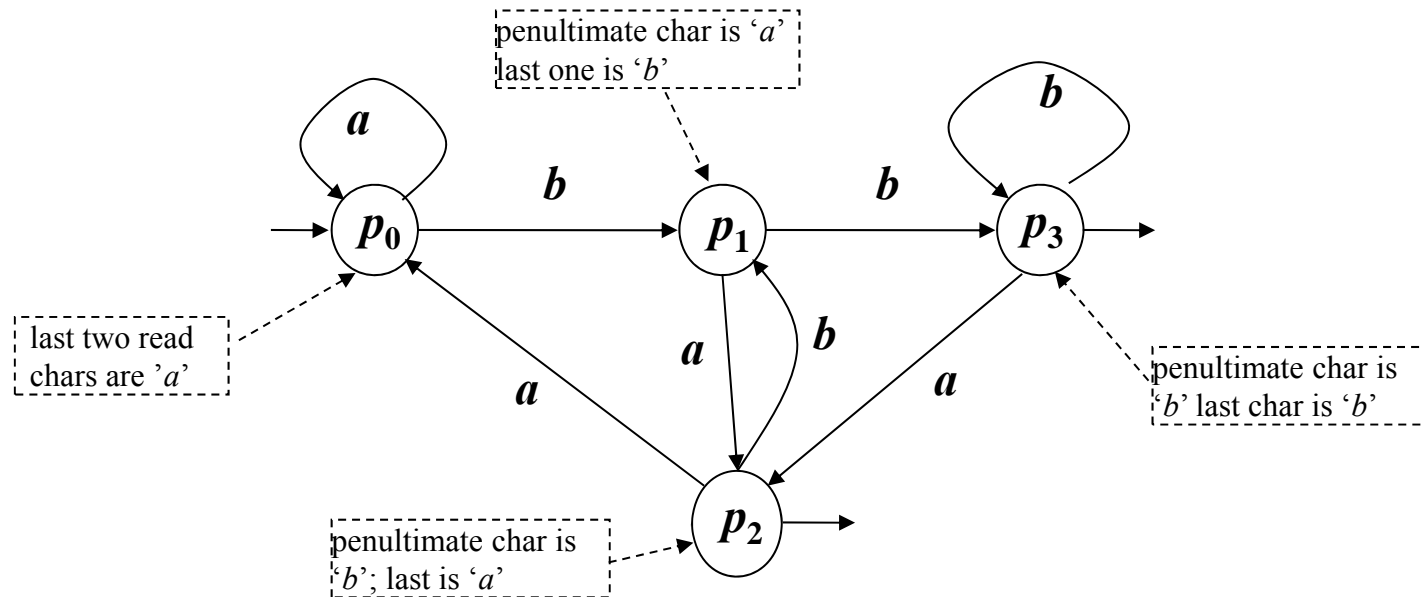 penultimate char is ‘a’
last one is ‘b’
a
b
b
b
p0
p1
p3
last two read
chars are ’a’
a
a
b
a
penultimate char is
‘b’ last char is ‘b’
p2
penultimate char is
‘b’; last is ‘a’